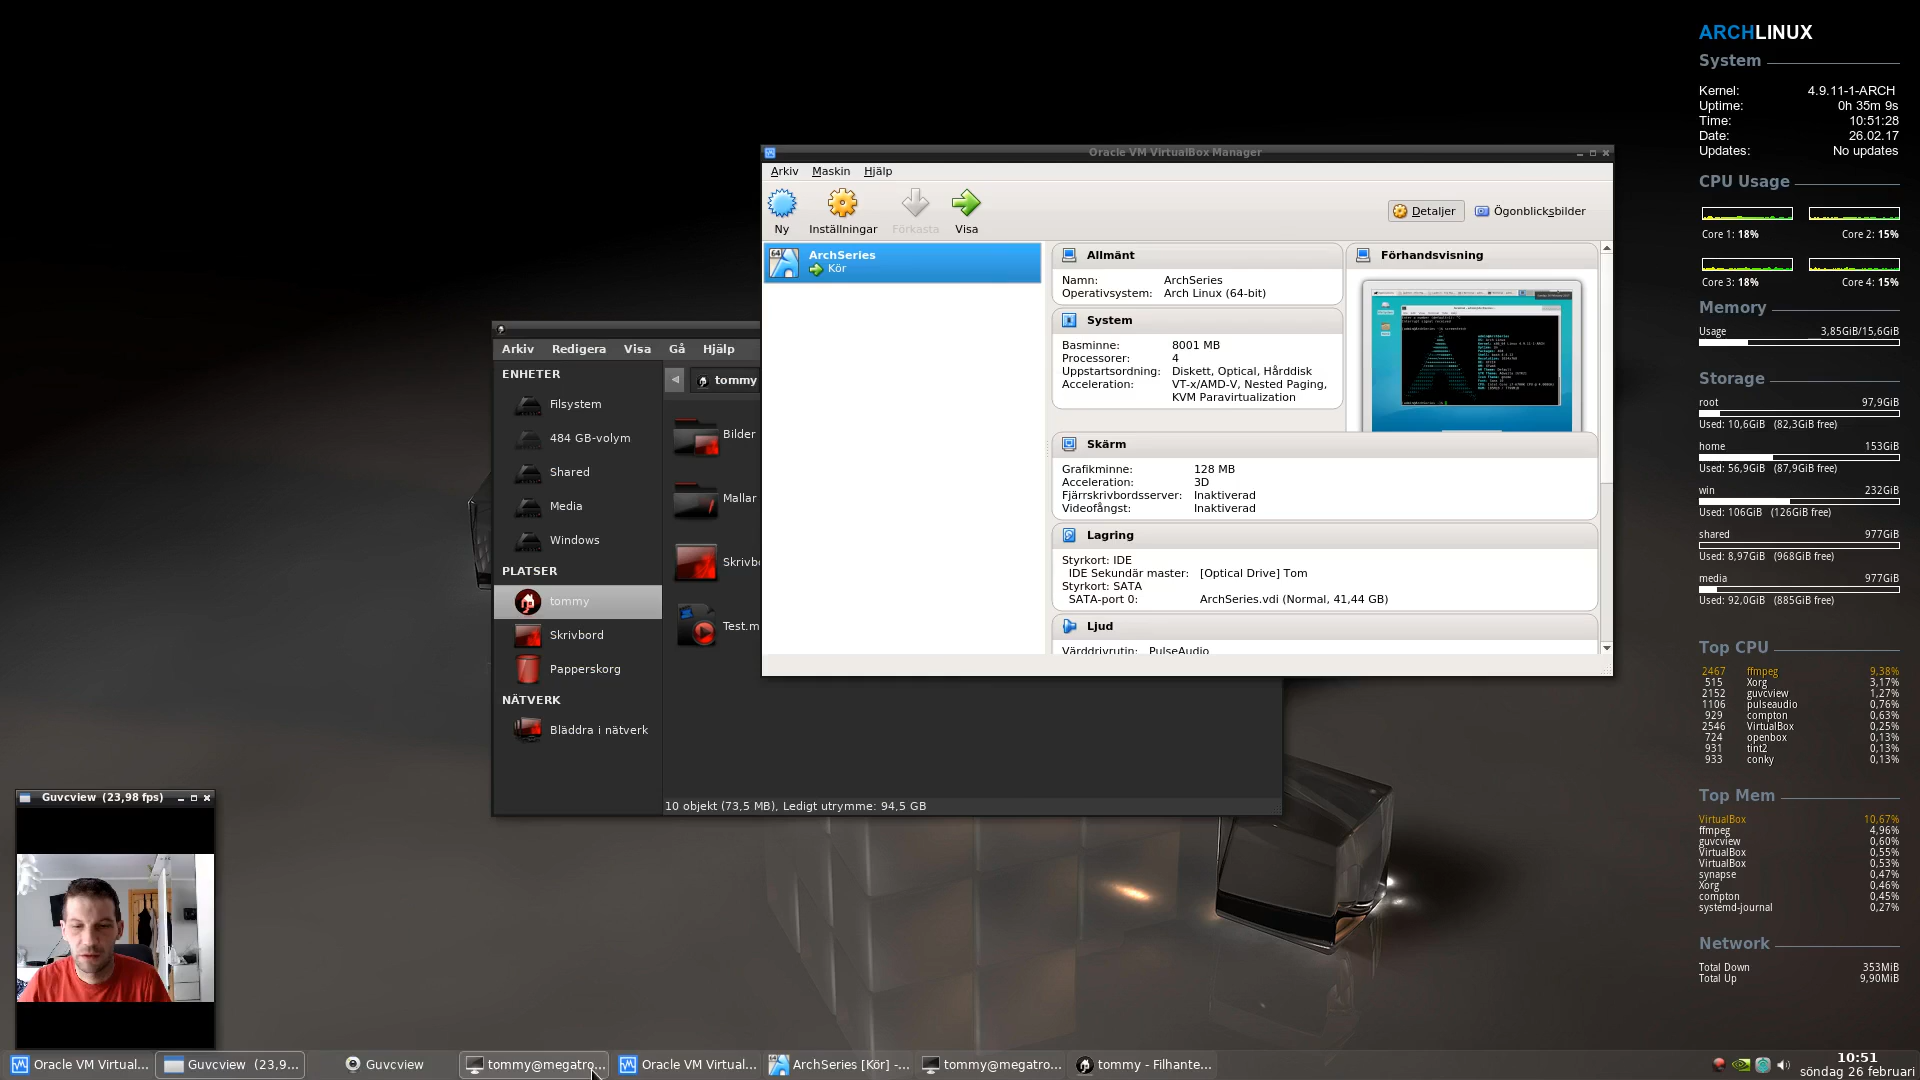 ARCHLINUX
System
Kernel: 4.9.11-1-ARCH
Uptime: 0h 35m 9s
Time: 10:51:28
Date: 26.02.17
Updates: No updates
CPU Usage
Core 1: 18% Core 2: 15%
Core 3: 18% Core 4: 15%
Memory
Usage 3,85GiB/15,6GiB
Storage
root 97,9GiB
Used: 10,6GiB (82,3GiB free)
home 153GiB
Used: 56,9GiB (87,9GiB free)
win 232GiB
Used: 106GiB (126GiB free)
shared 977GiB
Used: 8,97GiB (968GiB free)
media 977GiB
Used: 92,0GiB (885GiB free)
Top CPU
2467 ffmpeg 9,38%
515 Xorg 3,17%
2152 guvcview 1,27%
1106 pulseaudio 0,76%
929 compton 0,63%
2546 VirtualBox 0,25%
724 openbox 0,13%
931 tint2 0,13%
933 conky 0,13%
Top Mem
VirtualBox 10,67%
ffmpeg 4,96%
guvcview 0,60%
VirtualBox 0,55%
VirtualBox 0,53%
synapse 0,47%
Xorg 0,46%
compton 0,45%
systemd-journal 0,27%
Network
Total Down 353MiB
Total Up 9,90MiB
Oracle VM VirtualBox Manager
Arkiv Maskin Hjälp
Ny Inställningar Förkasta Visa
Detaljer Ögonblicksbilder
64 ArchSeries
Kör
Allmänt
Namn: ArchSeries
Operativsystem: Arch Linux (64-bit)
System
Basminne: 8001 MB
Processorer: 4
Uppstartsordning: Diskett, Optical, Hårddisk
Acceleration: VT-x/AMD-V, Nested Paging,
KVM Paravirtualization
Förhandsvisning
Skärm
Grafikminne: 128 MB
Acceleration: 3D
Fjärrskrivbordsserver: Inaktiverad
Videofångst: Inaktiverad
Lagring
Styrkort: IDE
IDE Sekundär master: [Optical Drive] Tom
Styrkort: SATA
SATA-port 0: ArchSeries.vdi (Normal, 41,44 GB)
Ljud
Värddrivrutin: PulseAudio
Arkiv Redigera Visa Gå Hjälp
tommy
ENHETER
Filsystem
484 GB-volym
Shared
Media
Windows
PLATSER
tommy
Skrivbord
Papperskorg
NÄTVERK
Bläddra i nätverk
Bilder
Mallar
Skrivb
Test.m
10 objekt (73,5 MB), Ledigt utrymme: 94,5 GB
Guvcview (23,98 fps)
Oracle VM Virtual... Guvcview (23,9... Guvcview tommy@megatro... Oracle VM Virtual... ArchSeries [Kör] -... tommy@megatro... tommy - Filhante...
10:51
söndag 26 februari